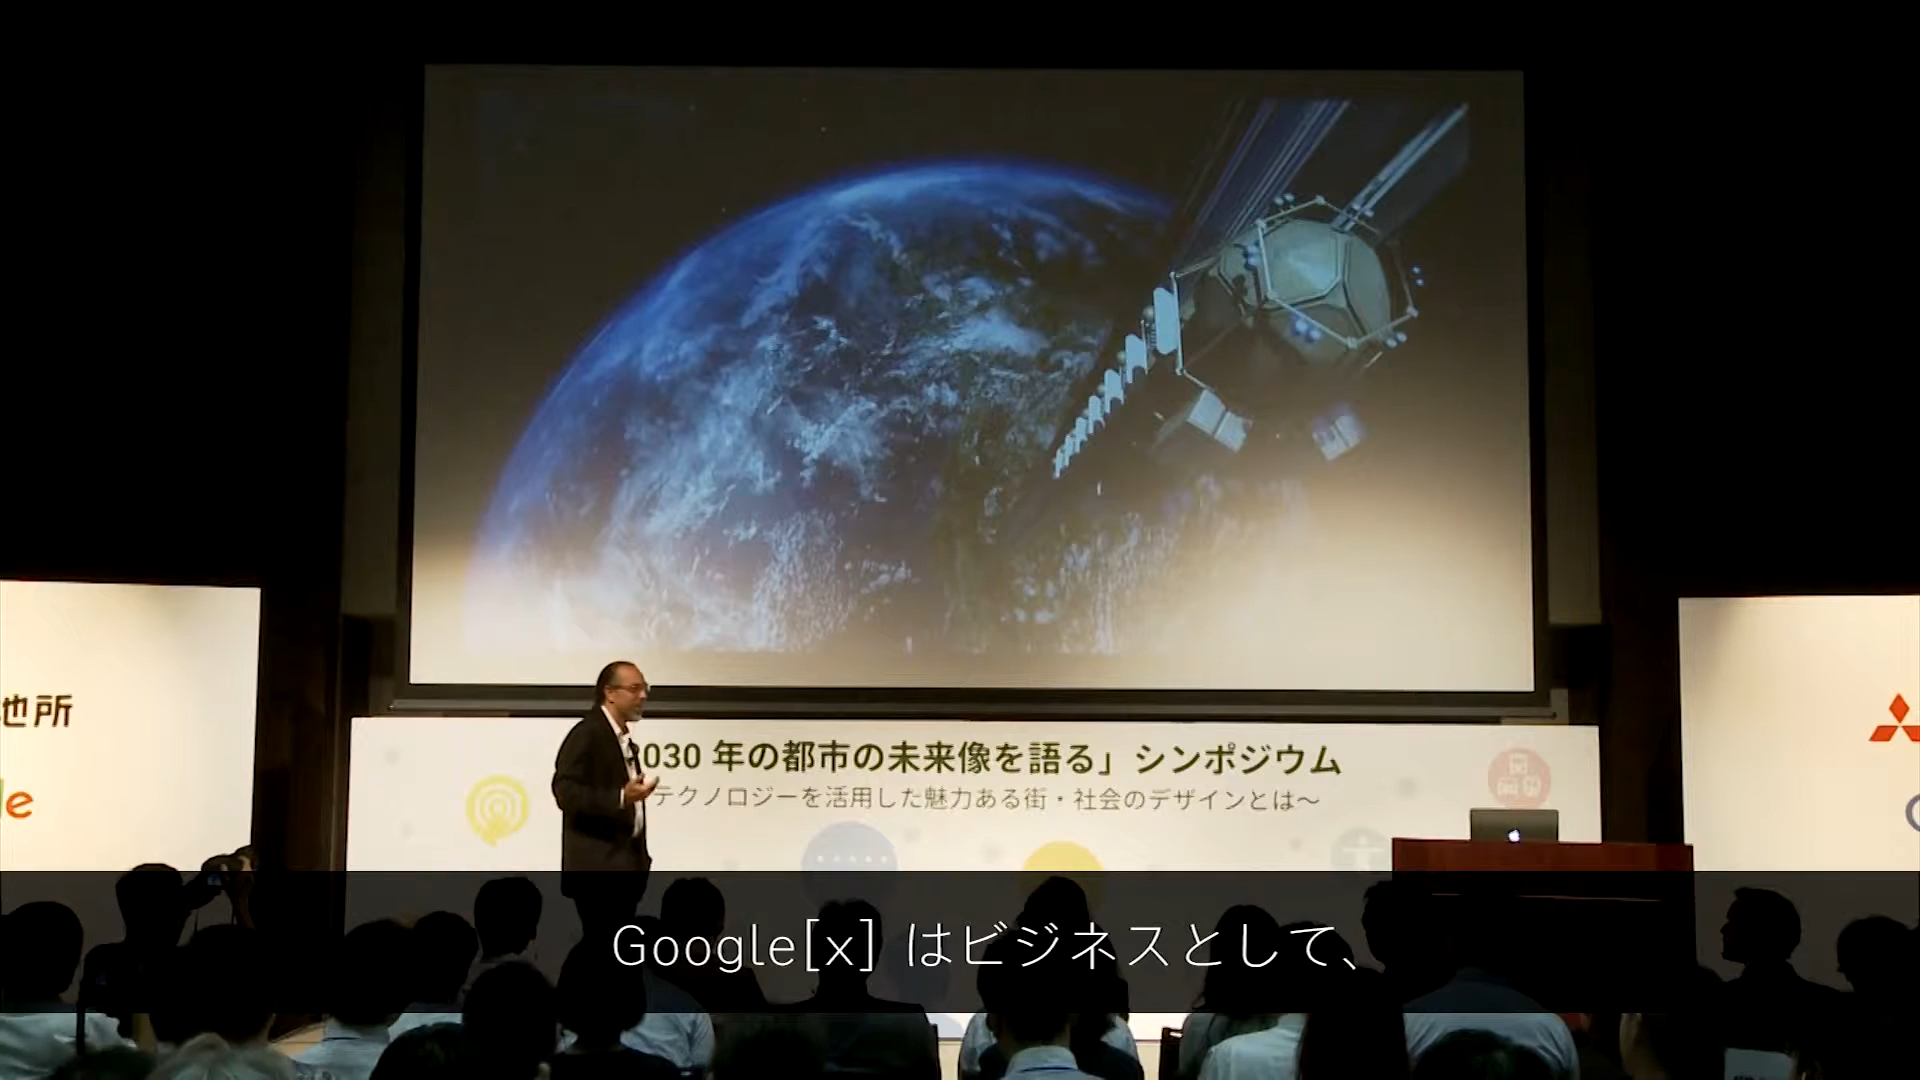 地所
le
2030 年の都市の未来像を語る」シンポジウム
テクノロジーを活用した魅力ある街・社会のデザインとは〜
Google[x] はビジネスとして、